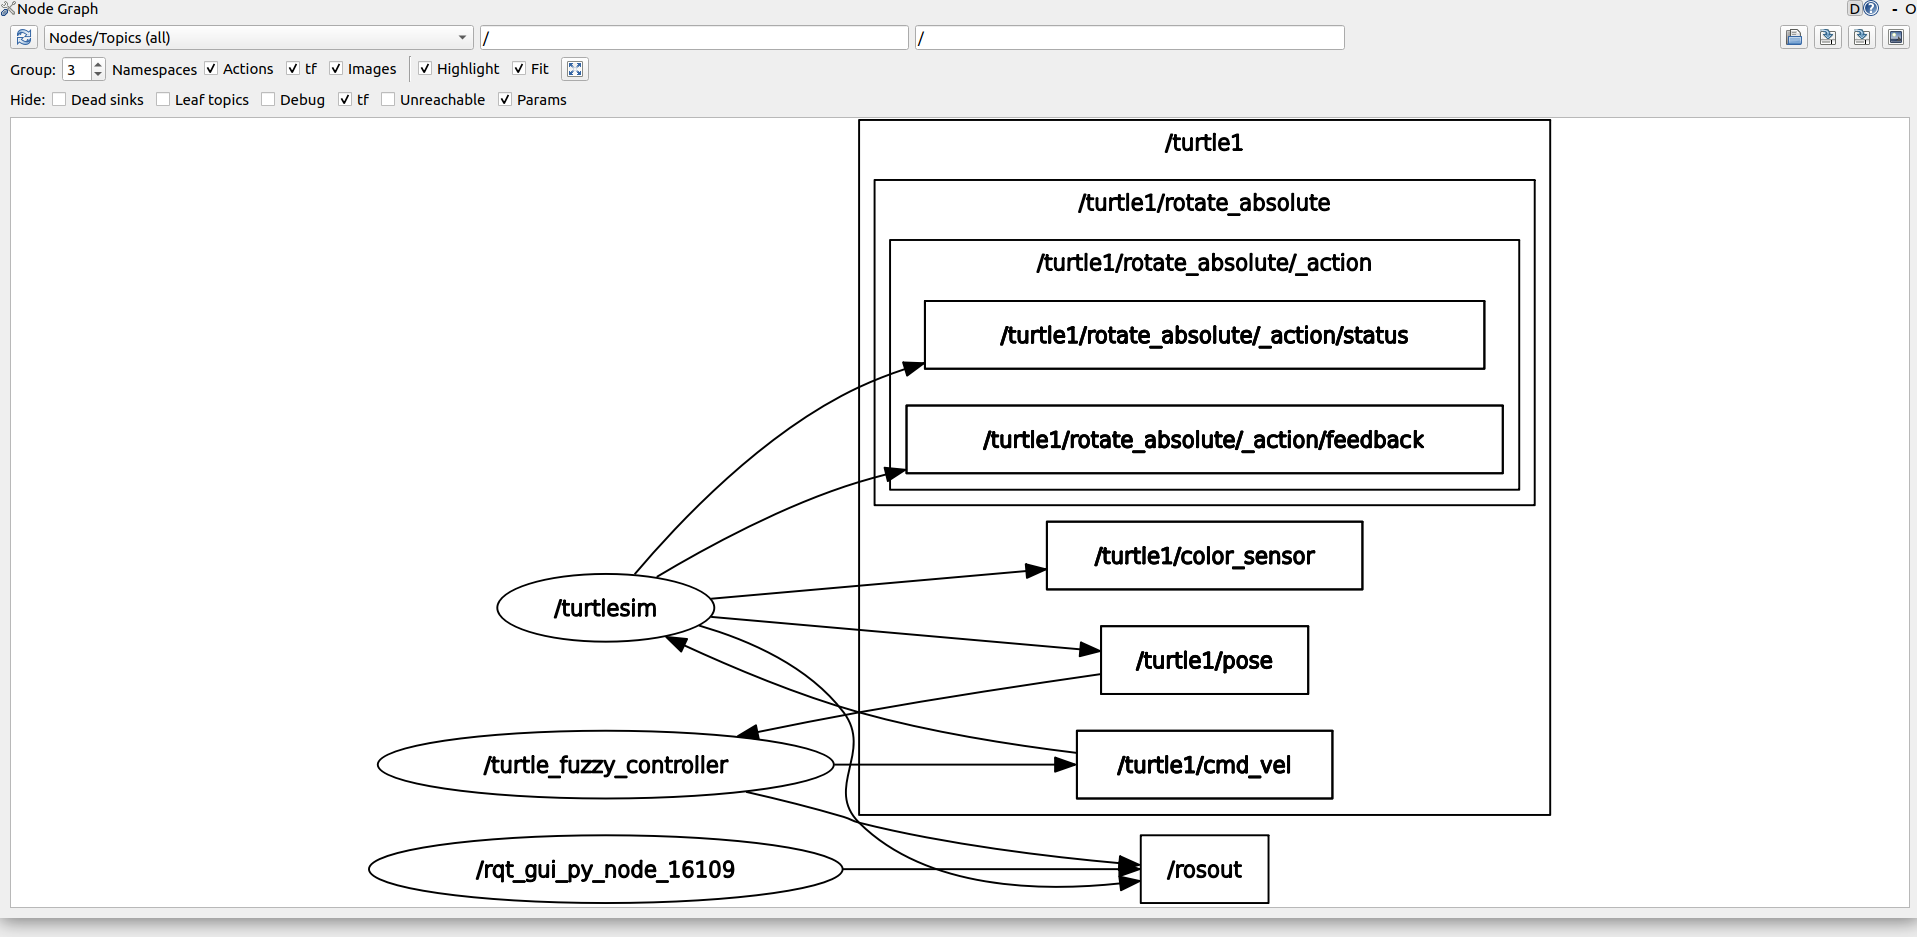 Node Graph
D ? - O
Nodes/Topics (all) / /
Group: 3 Namespaces Actions tf Images Highlight Fit
Hide: Dead sinks Leaf topics Debug tf Unreachable Params
/turtle1
/turtle1/rotate_absolute
/turtle1/rotate_absolute/_action
/turtle1/rotate_absolute/_action/status
/turtle1/rotate_absolute/_action/feedback
/turtle1/color_sensor
/turtlesim
/turtle1/pose
/turtle_fuzzy_controller
/turtle1/cmd_vel
/rqt_gui_py_node_16109
/rosout